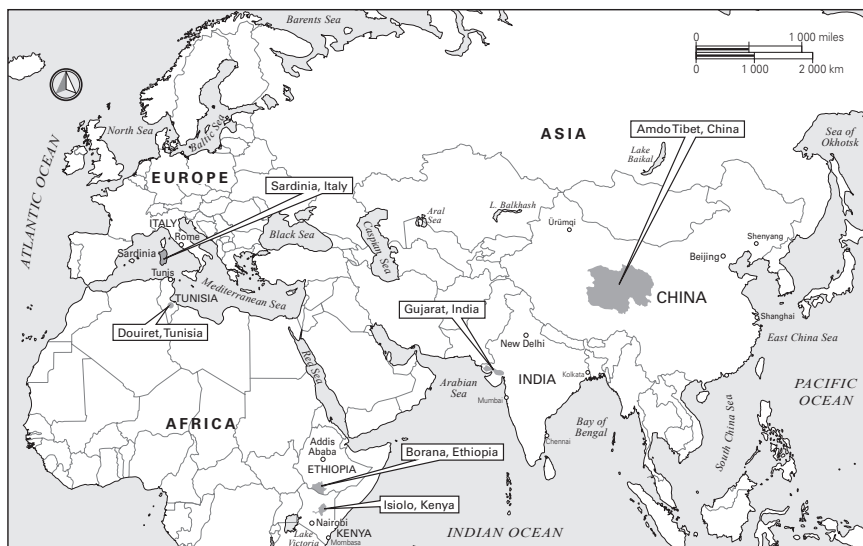 Barents Sea
0 1 000 miles
0 1 000 2 000 km
North Sea
Baltic Sea
ASIA
Amdo Tibet, China
Sea of
Okhotsk
Lake
Baikal
ATLANTIC OCEAN
EUROPE
Sardinia, Italy
Aral
Sea
L. Balkhash
ITALY
Rome
Black Sea
Caspian Sea
Ürümqi
Shenyang
Sardinia
Beijing
Tunis
Mediterranean Sea
TUNISIA
CHINA
Gujarat, India
Shanghai
Douiret, Tunisia
New Delhi
East China Sea
Red Sea
INDIA
Kolkata
Arabian
Sea
Mumbai
PACIFIC
OCEAN
AFRICA
Bay of
Bengal
South China Sea
Chennai
Addis
Ababa
ETHIOPIA
Borana, Ethiopia
Isiolo, Kenya
Nairobi
KENYA
INDIAN OCEAN
Lake
Victoria
Mombasa